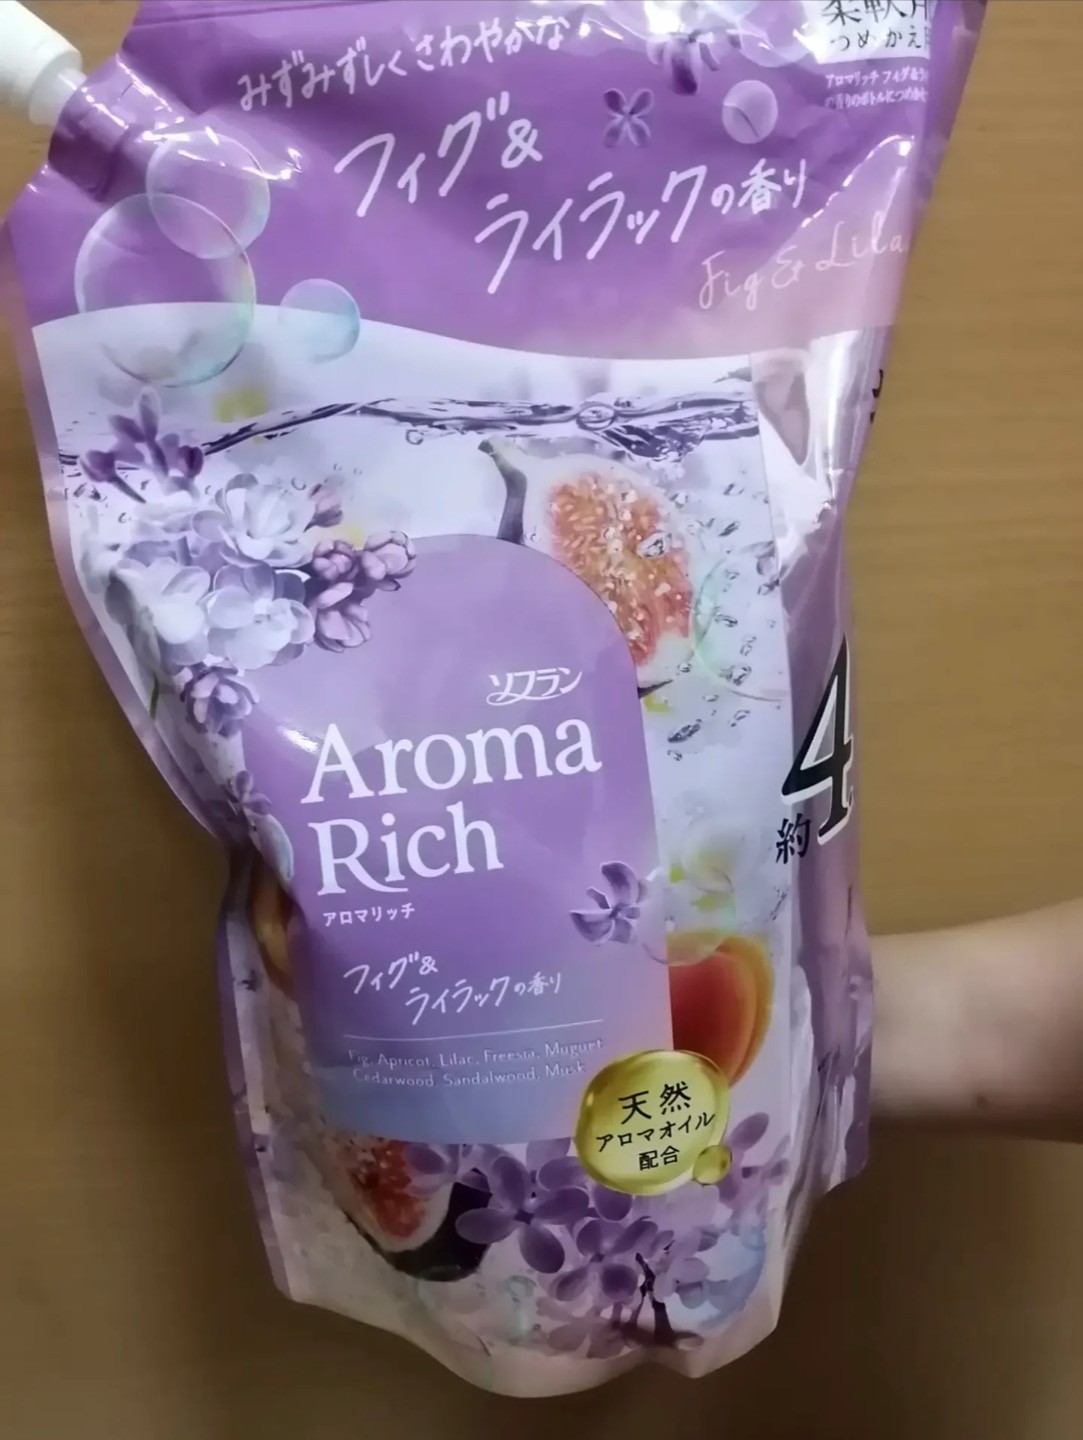 柔軟剤
つめかえ用
みずみずしくさわやかな
フィグ&
ライラックの香り
Fig & Lila
約4
ソフラン
Aroma
Rich
アロマリッチ
フィグ&
ライラックの香り
Fig, Apricot, Lilac, Freesia, Muguet
Cedarwood, Sandalwood, Musk
天然
アロマオイル
配合